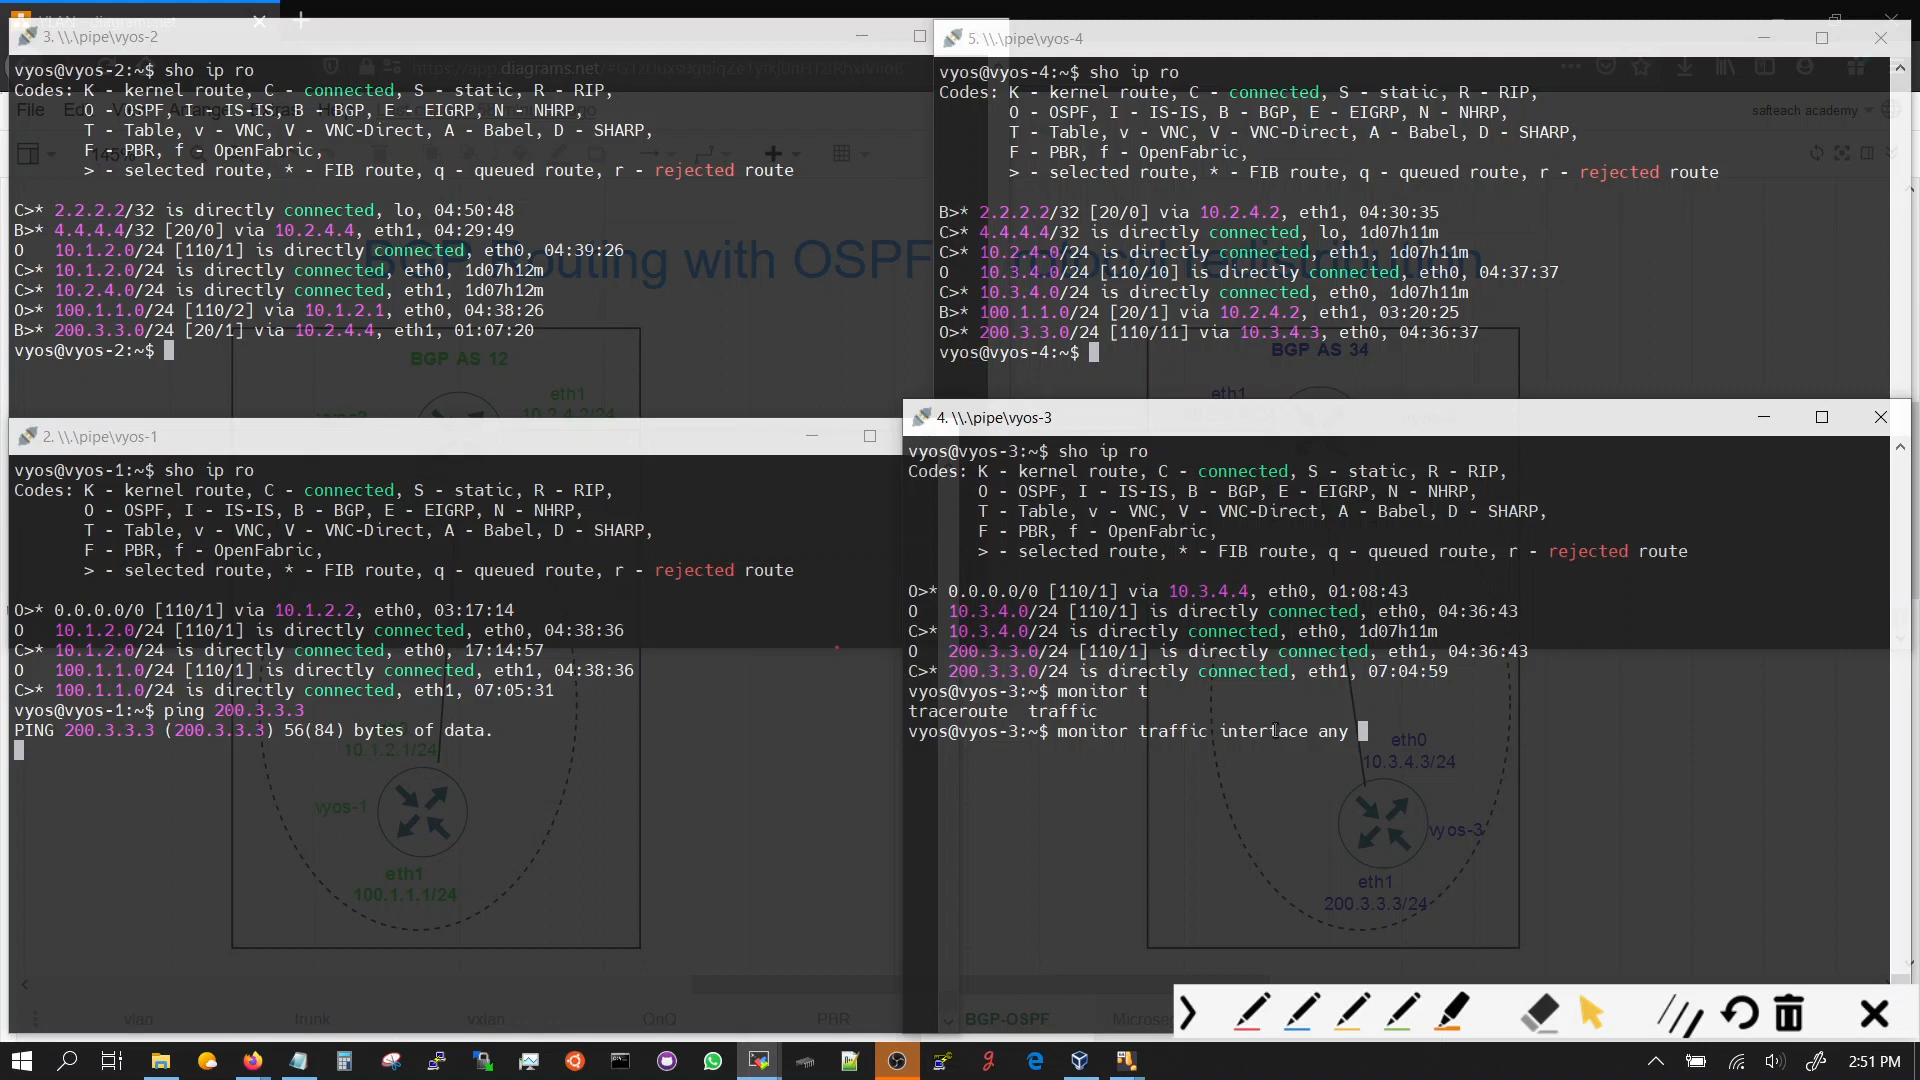 3. \\.\pipe\vyos-2
vyos@vyos-2:~$ sho ip ro
Codes: K - kernel route, C - connected, S - static, R - RIP,
O - OSPF, I - IS-IS, B - BGP, E - EIGRP, N - NHRP,
T - Table, v - VNC, V - VNC-Direct, A - Babel, D - SHARP,
F - PBR, f - OpenFabric,
> - selected route, * - FIB route, q - queued route, r - rejected route
C>* 2.2.2.2/32 is directly connected, lo, 04:50:48
B>* 4.4.4.4/32 [20/0] via 10.2.4.4, eth1, 04:29:49
O 10.1.2.0/24 [110/1] is directly connected, eth0, 04:39:26
C>* 10.1.2.0/24 is directly connected, eth0, 1d07h12m
C>* 10.2.4.0/24 is directly connected, eth1, 1d07h12m
O>* 100.1.1.0/24 [110/2] via 10.1.2.1, eth0, 04:38:26
B>* 200.3.3.0/24 [20/1] via 10.2.4.4, eth1, 01:07:20
vyos@vyos-2:~$
5. \\.\pipe\vyos-4
vyos@vyos-4:~$ sho ip ro
Codes: K - kernel route, C - connected, S - static, R - RIP,
O - OSPF, I - IS-IS, B - BGP, E - EIGRP, N - NHRP,
T - Table, v - VNC, V - VNC-Direct, A - Babel, D - SHARP,
F - PBR, f - OpenFabric,
> - selected route, * - FIB route, q - queued route, r - rejected route
B>* 2.2.2.2/32 [20/0] via 10.2.4.2, eth1, 04:30:35
C>* 4.4.4.4/32 is directly connected, lo, 1d07h11m
C>* 10.2.4.0/24 is directly connected, eth1, 1d07h11m
O 10.3.4.0/24 [110/10] is directly connected, eth0, 04:37:37
C>* 10.3.4.0/24 is directly connected, eth0, 1d07h11m
B>* 100.1.1.0/24 [20/1] via 10.2.4.2, eth1, 03:20:25
O>* 200.3.3.0/24 [110/11] via 10.3.4.3, eth0, 04:36:37
vyos@vyos-4:~$
2. \\.\pipe\vyos-1
vyos@vyos-1:~$ sho ip ro
Codes: K - kernel route, C - connected, S - static, R - RIP,
O - OSPF, I - IS-IS, B - BGP, E - EIGRP, N - NHRP,
T - Table, v - VNC, V - VNC-Direct, A - Babel, D - SHARP,
F - PBR, f - OpenFabric,
> - selected route, * - FIB route, q - queued route, r - rejected route
O>* 0.0.0.0/0 [110/1] via 10.1.2.2, eth0, 03:17:14
O 10.1.2.0/24 [110/1] is directly connected, eth0, 04:38:36
C>* 10.1.2.0/24 is directly connected, eth0, 17:14:57
O 100.1.1.0/24 [110/1] is directly connected, eth1, 04:38:36
C>* 100.1.1.0/24 is directly connected, eth1, 07:05:31
vyos@vyos-1:~$ ping 200.3.3.3
PING 200.3.3.3 (200.3.3.3) 56(84) bytes of data.
4. \\.\pipe\vyos-3
vyos@vyos-3:~$ sho ip ro
Codes: K - kernel route, C - connected, S - static, R - RIP,
O - OSPF, I - IS-IS, B - BGP, E - EIGRP, N - NHRP,
T - Table, v - VNC, V - VNC-Direct, A - Babel, D - SHARP,
F - PBR, f - OpenFabric,
> - selected route, * - FIB route, q - queued route, r - rejected route
O>* 0.0.0.0/0 [110/1] via 10.3.4.4, eth0, 01:08:43
O 10.3.4.0/24 [110/1] is directly connected, eth0, 04:36:43
C>* 10.3.4.0/24 is directly connected, eth0, 1d07h11m
O 200.3.3.0/24 [110/1] is directly connected, eth1, 04:36:43
C>* 200.3.3.0/24 is directly connected, eth1, 07:04:59
vyos@vyos-3:~$ monitor t
traceroute traffic
vyos@vyos-3:~$ monitor traffic interface any
File
145%
safteach academy
BGP Routing with OSPF
BGP AS 12
eth1
10.2.4.2/24
BGP AS 34
eth1
10.1.2.1/24
vyos-1
eth1
100.1.1.1/24
eth0
10.3.4.3/24
vyos-3
eth1
200.3.3.3/24
vlan
trunk
vxlan
QnQ
PBR
BGP-OSPF
2:51 PM